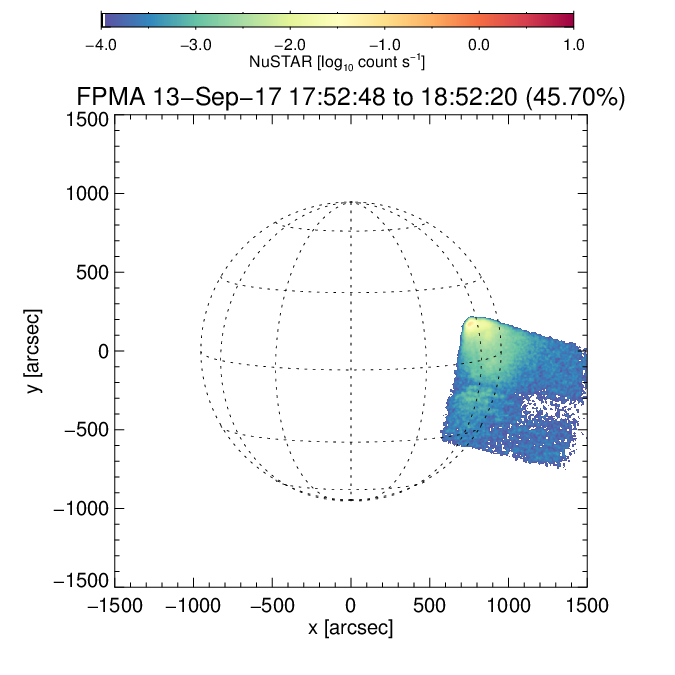 −4.0 −3.0 −2.0 −1.0 0.0 1.0
NuSTAR [log₁₀ count s⁻¹]
FPMA 13−Sep−17 17:52:48 to 18:52:20 (45.70%)
1500
1000
500
0
−500
−1000
−1500
y [arcsec]
−1500 −1000 −500 0 500 1000 1500
x [arcsec]